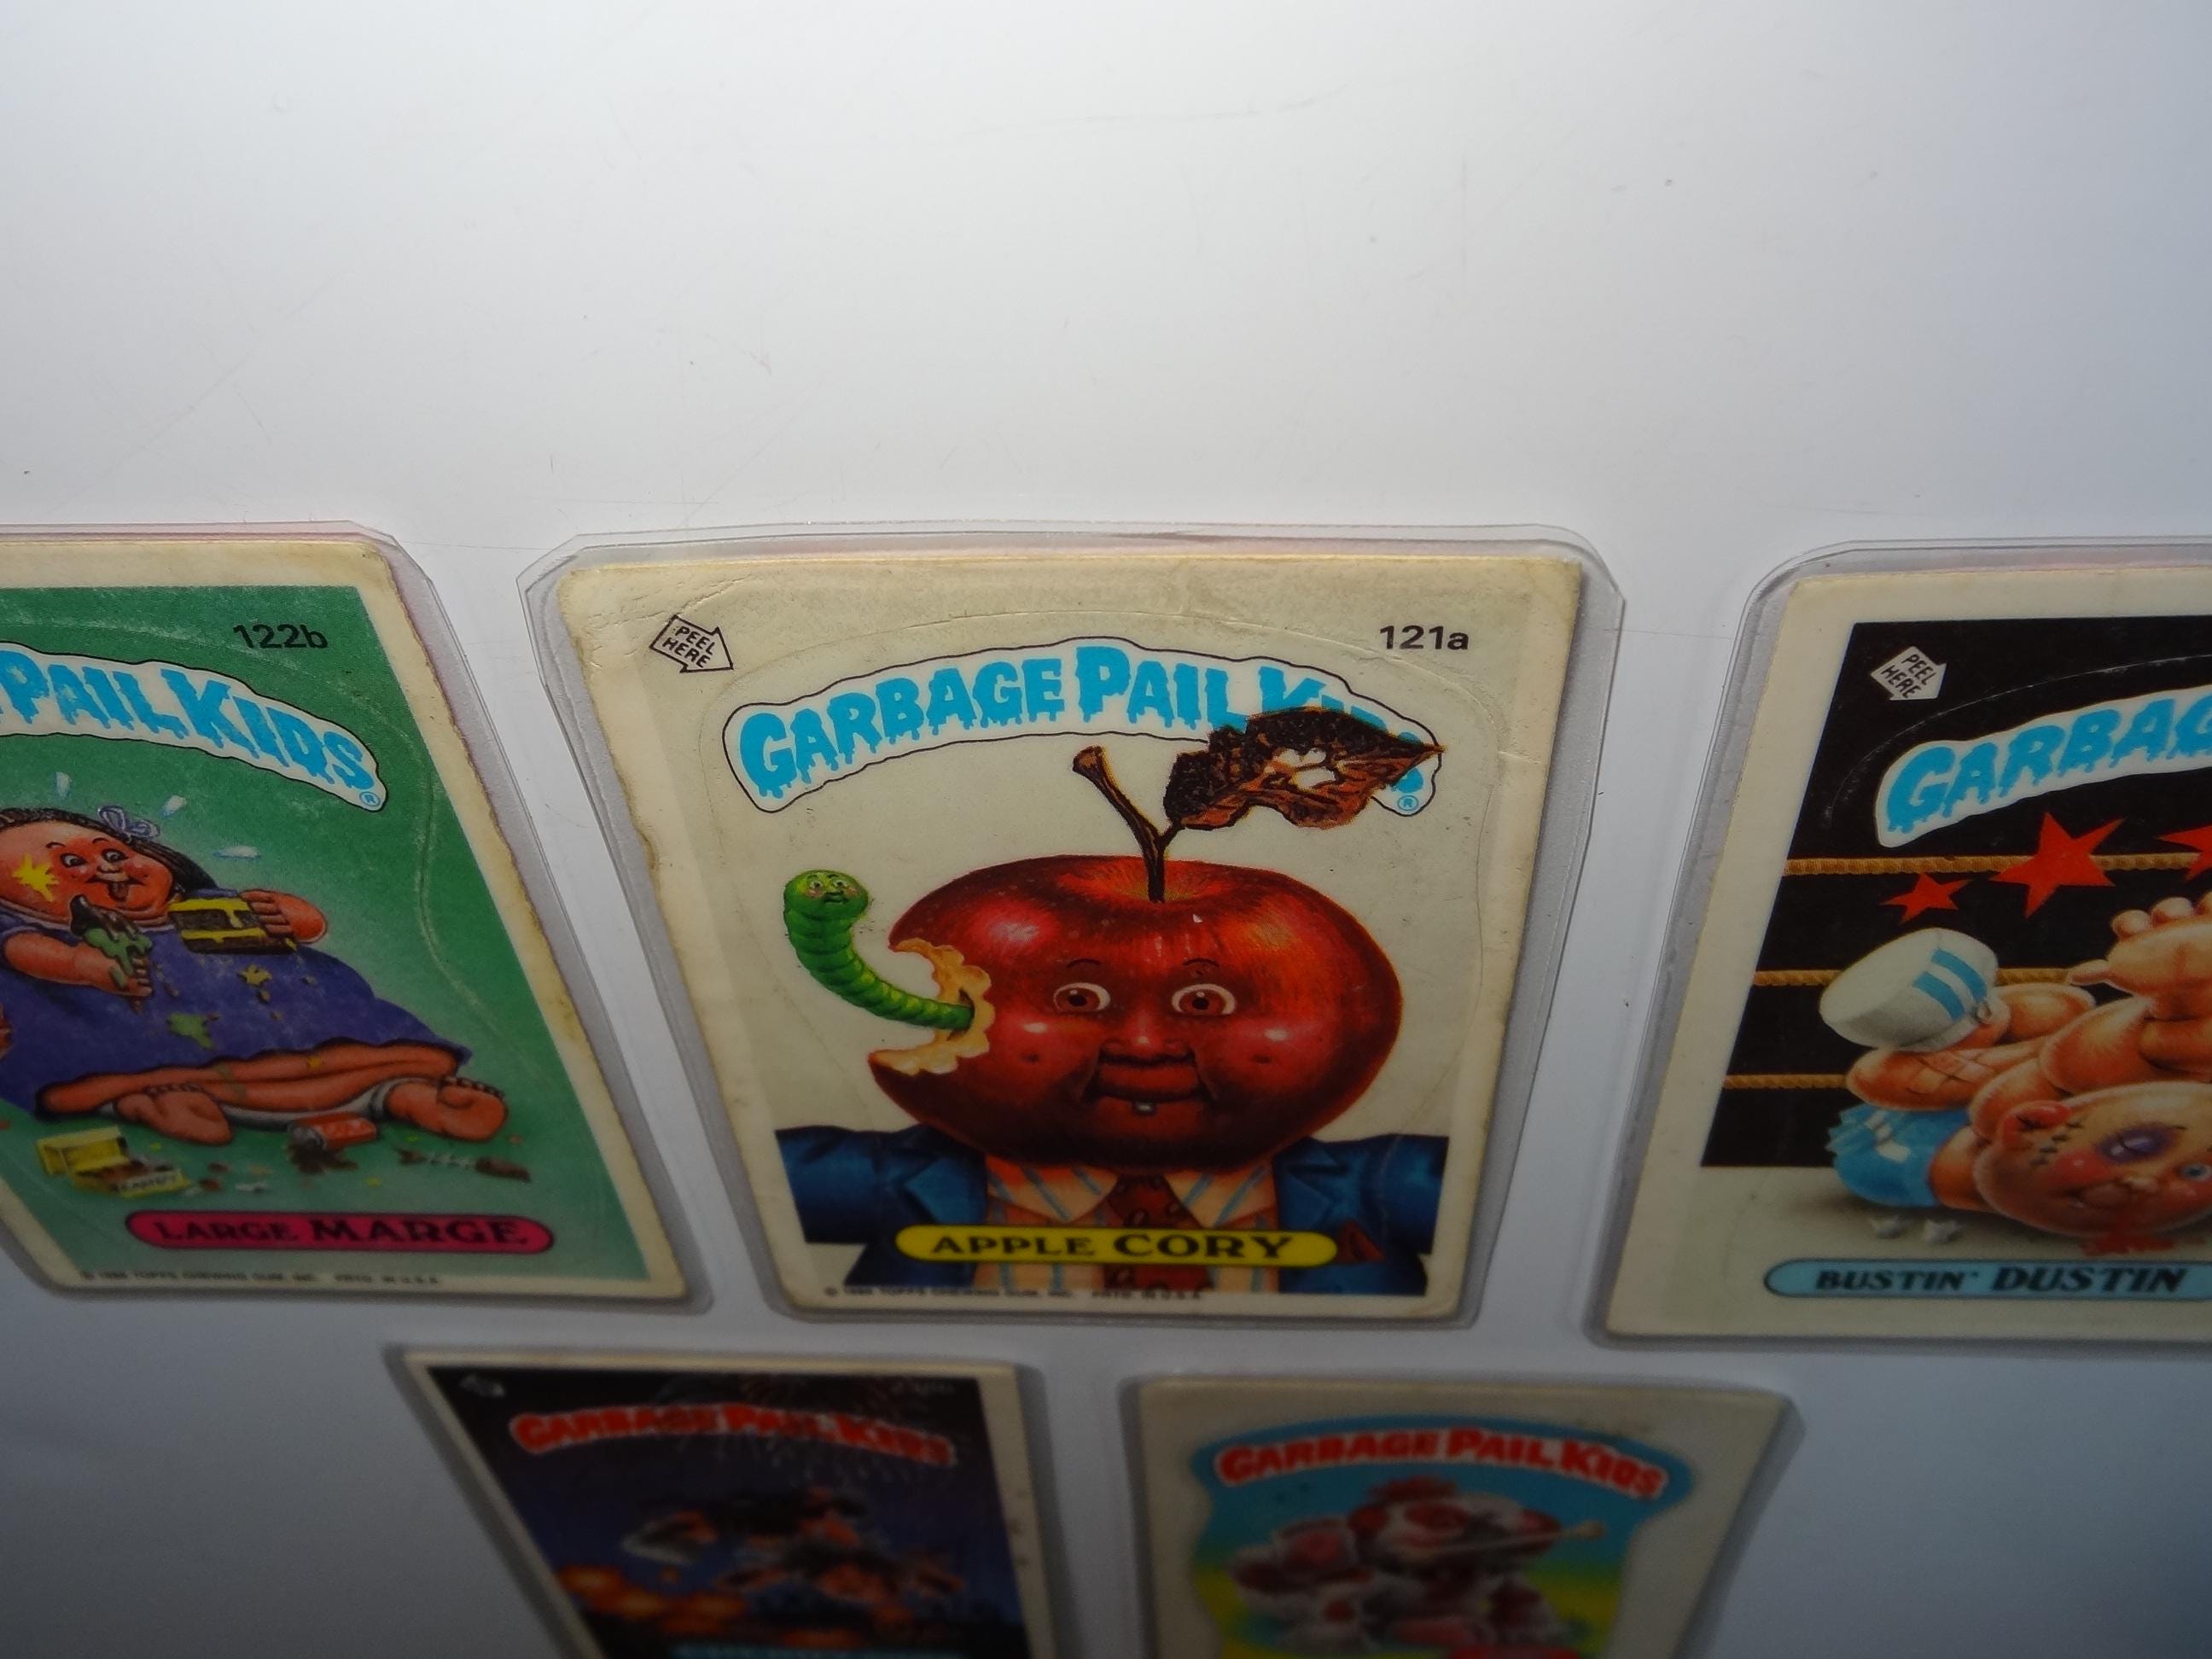 122b
PAIL KIDS
®
LARGE MARGE
PEEL
HERE
121a
GARBAGE PAIL
®
APPLE CORY
PEEL
HERE
GARBAG
BUSTIN' DUSTIN
GARBAGE PAIL KIDS
GARBAGE PAIL KIDS